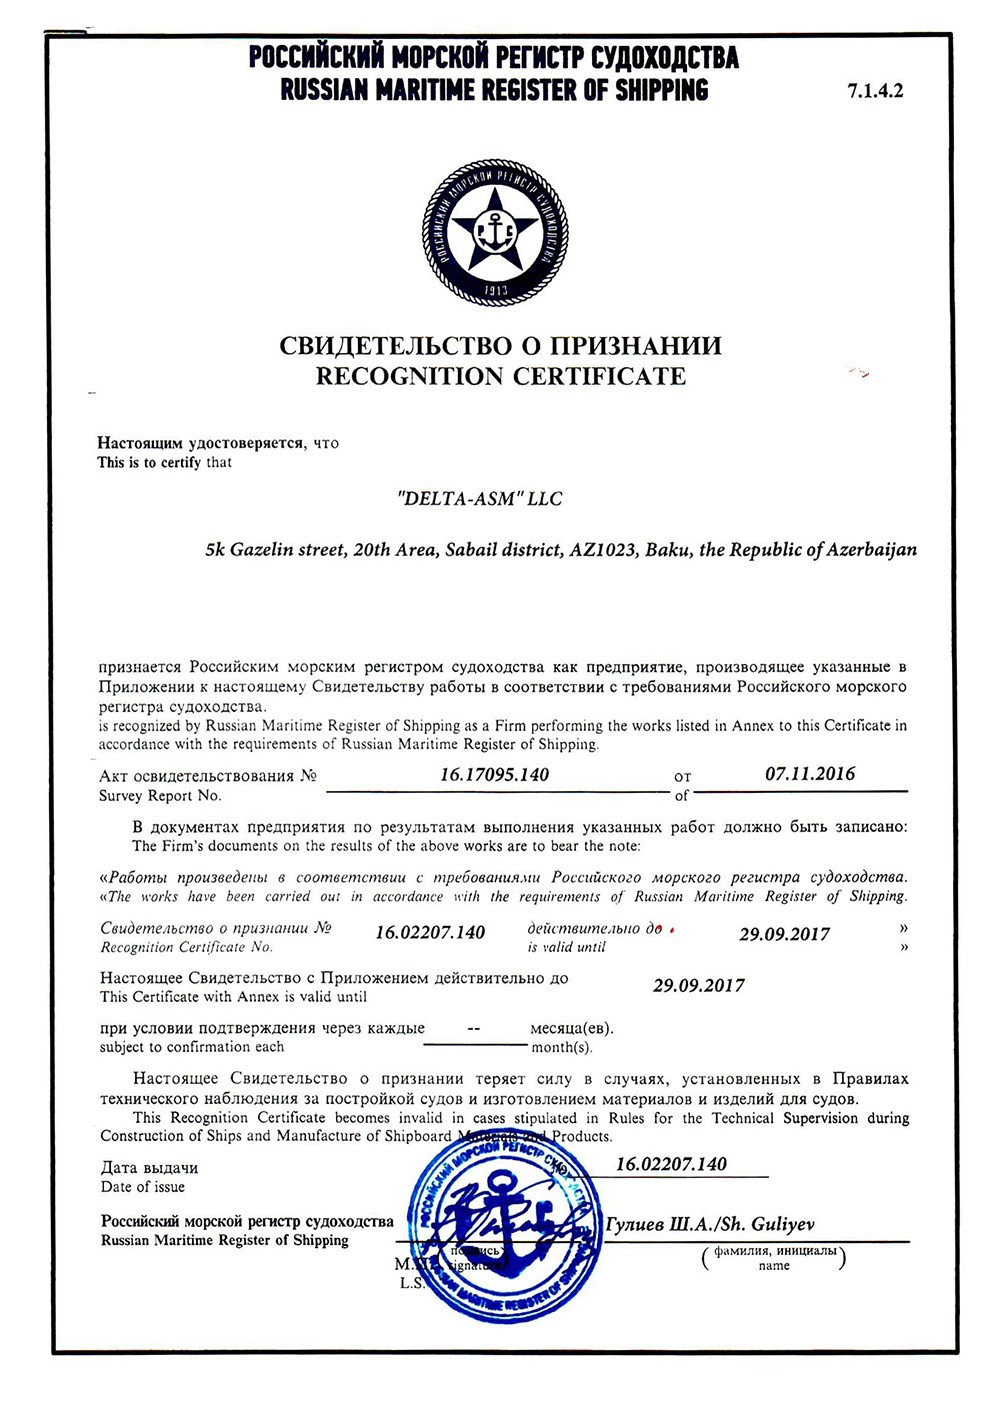 РОССИЙСКИЙ МОРСКОЙ РЕГИСТР СУДОХОДСТВА
RUSSIAN MARITIME REGISTER OF SHIPPING
7.1.4.2
РОССИЙСКИЙ МОРСКОЙ РЕГИСТР СУДОХОДСТВА
Р С
1913
СВИДЕТЕЛЬСТВО О ПРИЗНАНИИ
RECOGNITION CERTIFICATE
Настоящим удостоверяется, что
This is to certify that
"DELTA-ASM" LLC
5k Gazelin street, 20th Area, Sabail district, AZ1023, Baku, the Republic of Azerbaijan
признается Российским морским регистром судоходства как предприятие, производящее указанные в
Приложении к настоящему Свидетельству работы в соответствии с требованиями Российского морского
регистра судоходства.
is recognized by Russian Maritime Register of Shipping as a Firm performing the works listed in Annex to this Certificate in
accordance with the requirements of Russian Maritime Register of Shipping.
Акт освидетельствования № 16.17095.140 от 07.11.2016
Survey Report No. of
В документах предприятия по результатам выполнения указанных работ должно быть записано:
The Firm's documents on the results of the above works are to bear the note:
«Работы произведены в соответствии с требованиями Российского морского регистра судоходства.
«The works have been carried out in accordance with the requirements of Russian Maritime Register of Shipping.
Свидетельство о признании № 16.02207.140 действительно до 29.09.2017 »
Recognition Certificate No. is valid until »
Настоящее Свидетельство с Приложением действительно до 29.09.2017
This Certificate with Annex is valid until
при условии подтверждения через каждые -- месяца(ев).
subject to confirmation each month(s).
Настоящее Свидетельство о признании теряет силу в случаях, установленных в Правилах
технического наблюдения за постройкой судов и изготовлением материалов и изделий для судов.
This Recognition Certificate becomes invalid in cases stipulated in Rules for the Technical Supervision during
Construction of Ships and Manufacture of Shipboard Materials and Products.
Дата выдачи 16.02207.140
Date of issue
Российский морской регистр судоходства Гулиев Ш.А./Sh. Guliyev
Russian Maritime Register of Shipping
подпись (фамилия, инициалы)
М.П. signature name
L.S.
РОССИЙСКИЙ МОРСКОЙ РЕГИСТР СУДОХОДСТВА
RUSSIAN MARITIME REGISTER OF SHIPPING